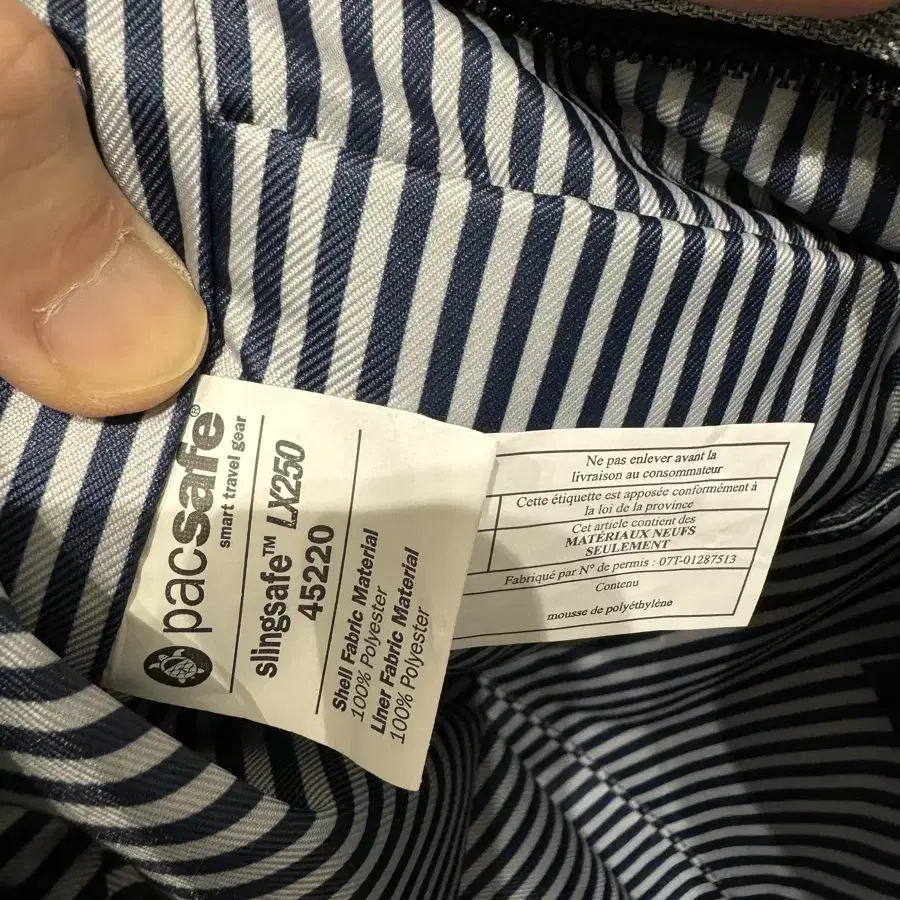 pacsafe®
smart travel gear
slingsafe™ LX250
45220
Shell Fabric Material
100% Polyester
Liner Fabric Material
100% Polyester
Ne pas enlever avant la
livraison au consommateur
Cette étiquette est apposée conformément à
la loi de la province
Cet article contient des
MATÉRIAUX NEUFS
SEULEMENT
Fabriqué par N° de permis : 07T-01287513
Contenu
mousse de polyéthylène